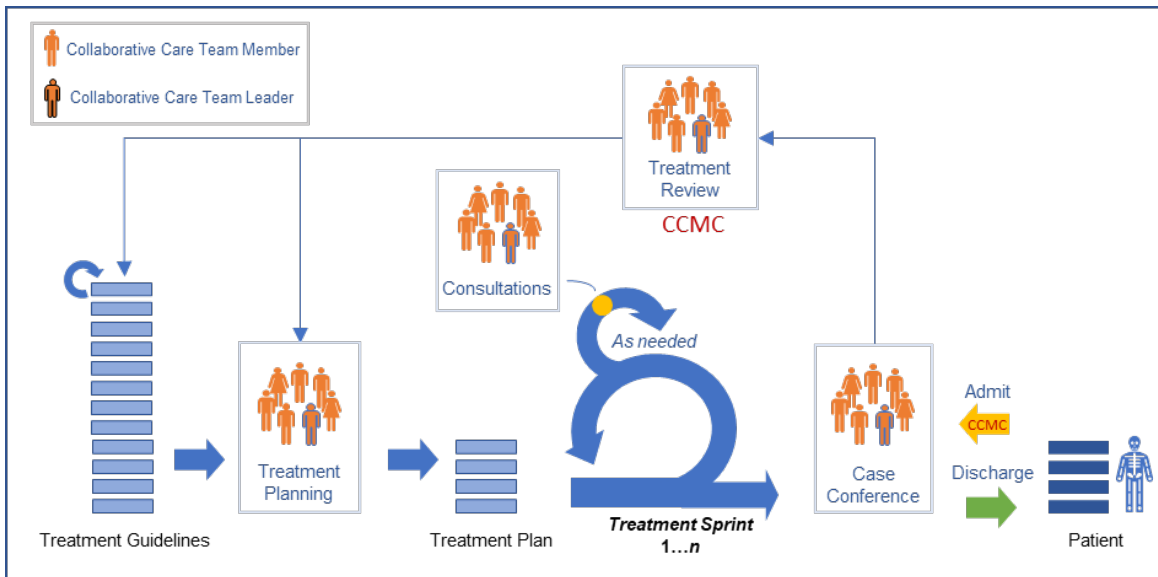 Collaborative Care Team Member
Collaborative Care Team Leader
Treatment
Review
CCMC
Consultations
As needed
Treatment
Planning
Case
Conference
Admit
CCMC
Discharge
Treatment Guidelines
Treatment Plan
Treatment Sprint
1...n
Patient